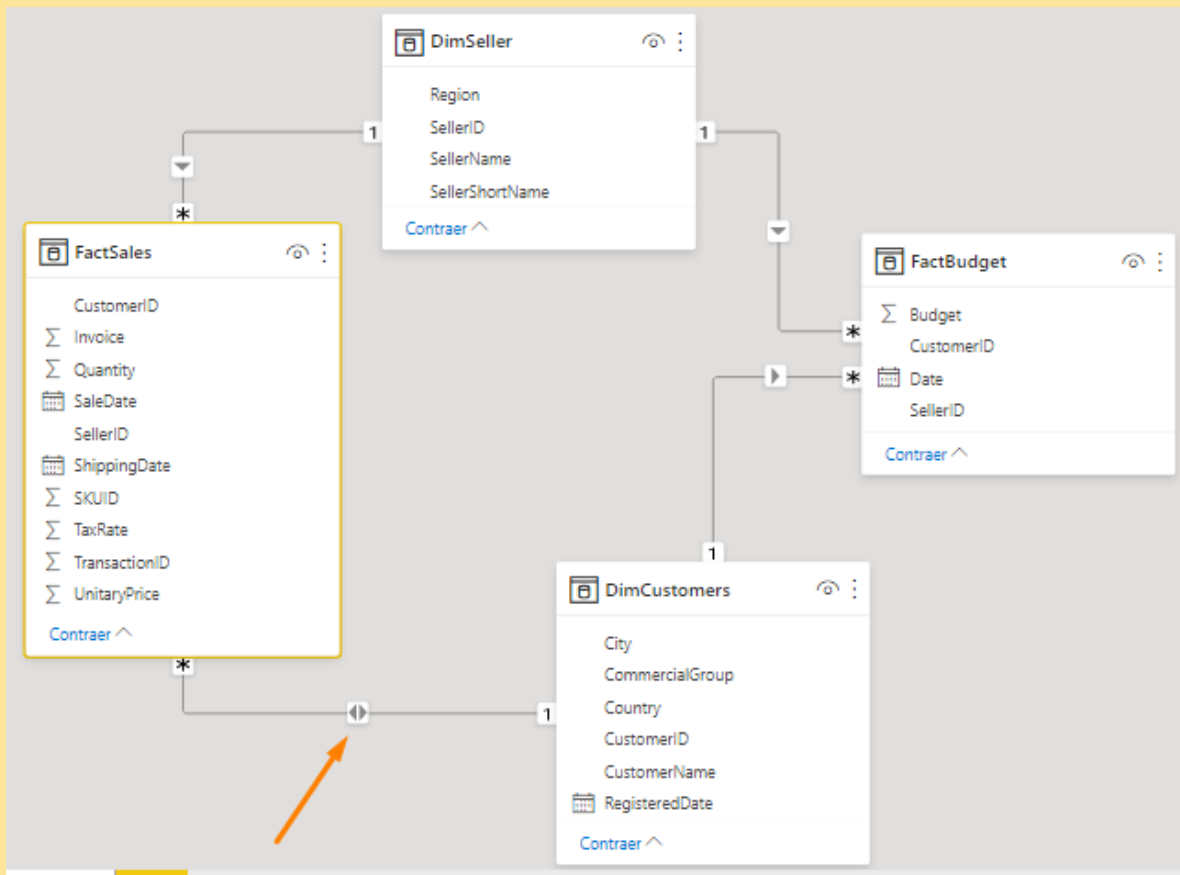 DimSeller
Region
SellerID
SellerName
SellerShortName
Contraer
1
1
*
FactSales
CustomerID
Invoice
Quantity
SaleDate
SellerID
ShippingDate
SKUID
TaxRate
TransactionID
UnitaryPrice
Contraer
*
FactBudget
Budget
CustomerID
Date
SellerID
Contraer
*
*
1
DimCustomers
City
CommercialGroup
Country
CustomerID
CustomerName
RegisteredDate
Contraer
1